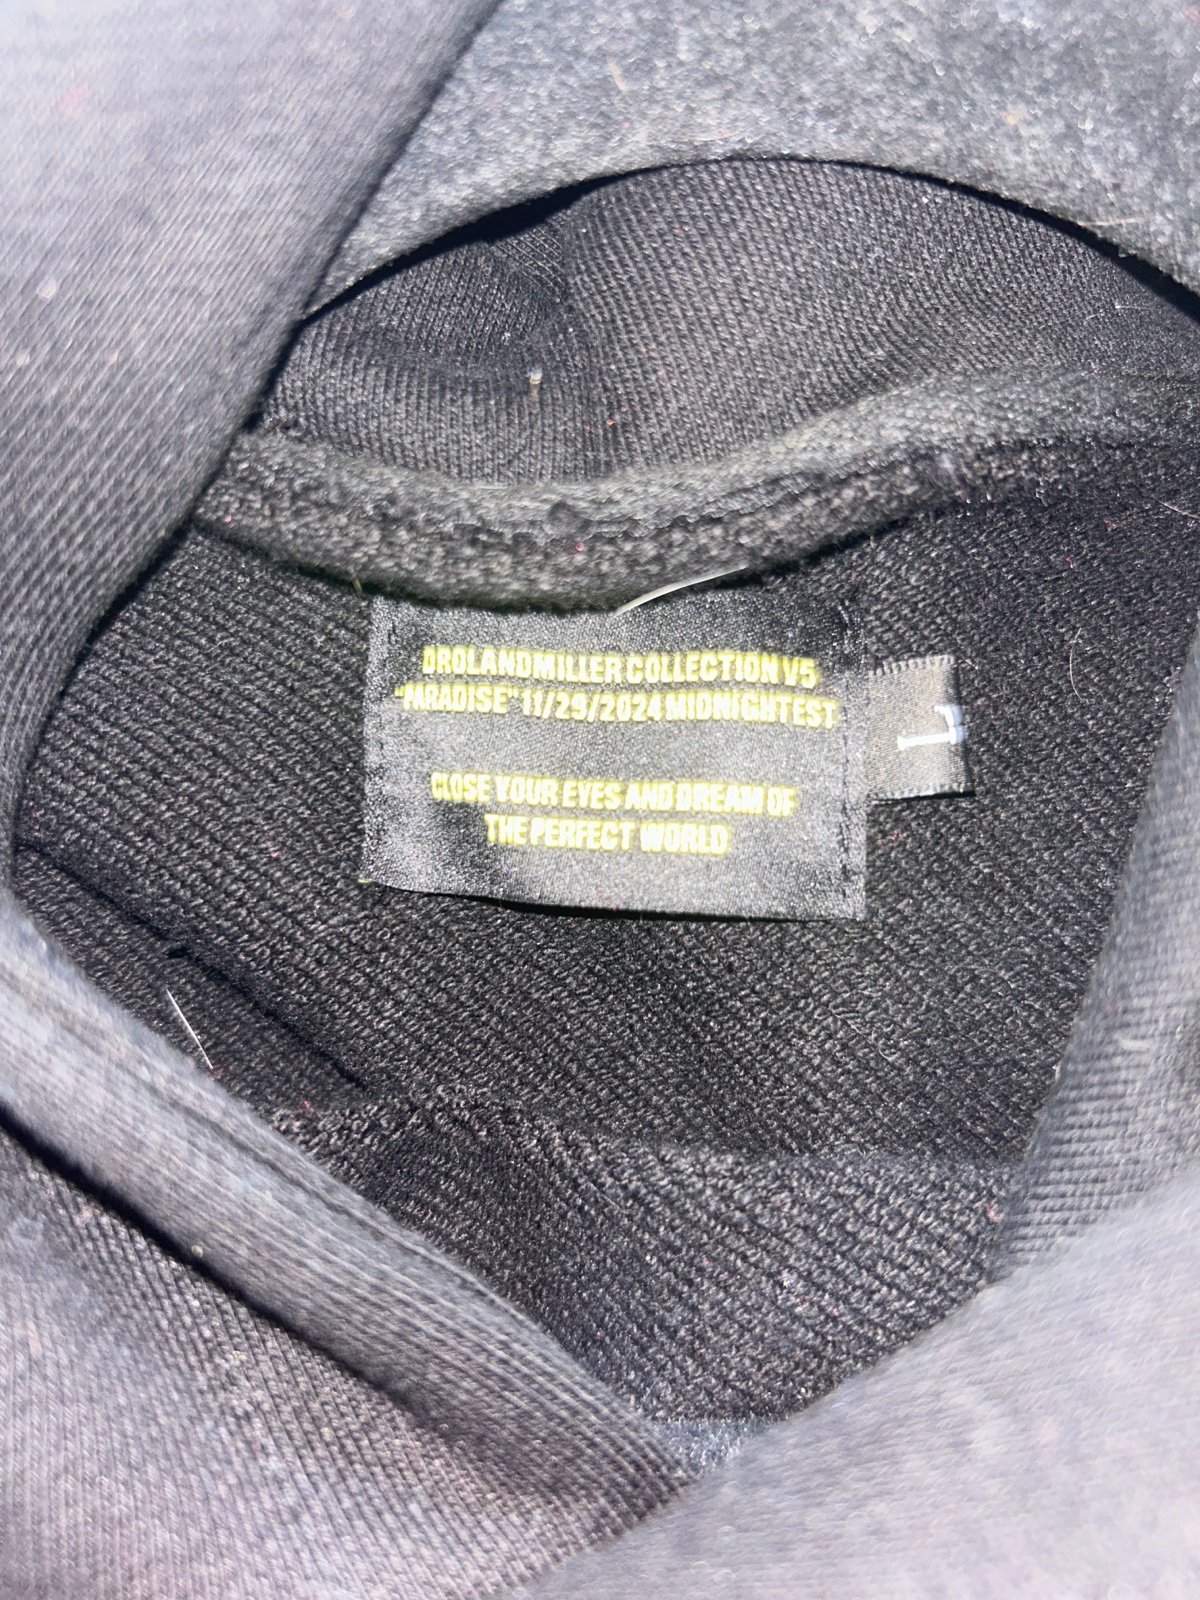 DROLANDMILLER COLLECTION V5
"PARADISE" 11/29/2024 MIDNIGHT EST
CLOSE YOUR EYES AND DREAM OF
THE PERFECT WORLD
L